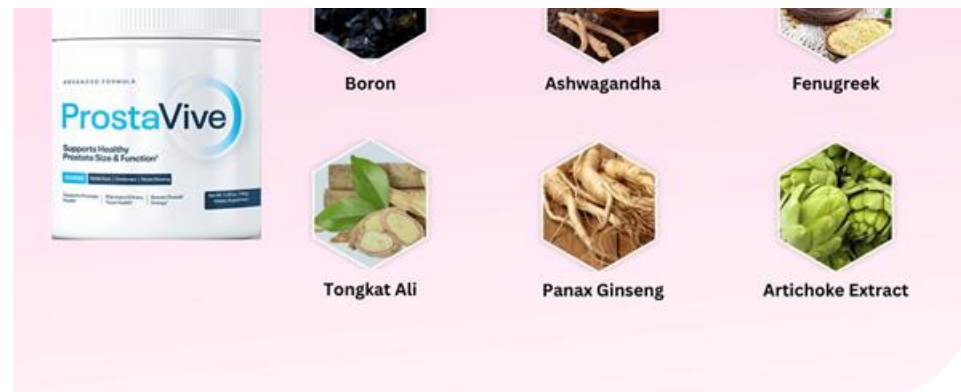 ADVANCED FORMULA
ProstaVive
Supports Healthy
Prostate Size & Function*
Boron
Ashwagandha
Fenugreek
Tongkat Ali
Panax Ginseng
Artichoke Extract